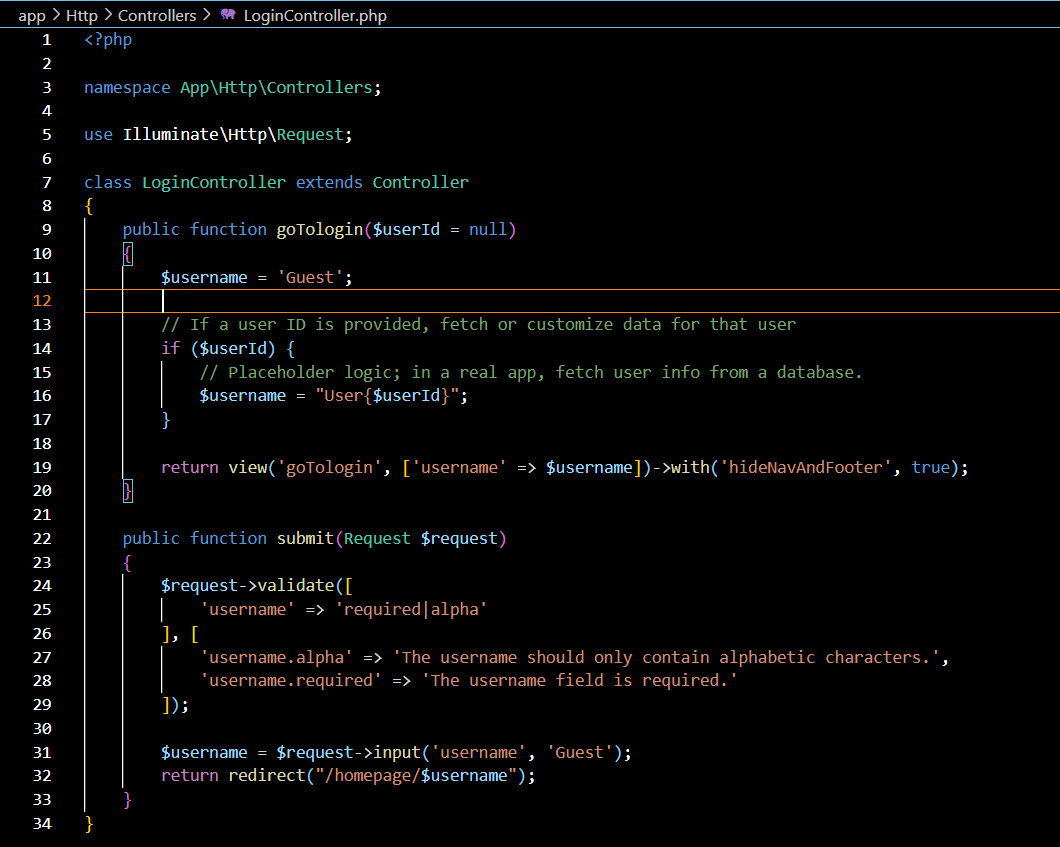 app > Http > Controllers > LoginController.php
1 <?php
2
3 namespace App\Http\Controllers;
4
5 use Illuminate\Http\Request;
6
7 class LoginController extends Controller
8 {
9     public function goTologin($userId = null)
10     {
11         $username = 'Guest';
12
13         // If a user ID is provided, fetch or customize data for that user
14         if ($userId) {
15             // Placeholder logic; in a real app, fetch user info from a database.
16             $username = "User{$userId}";
17         }
18
19         return view('goTologin', ['username' => $username])->with('hideNavAndFooter', true);
20     }
21
22     public function submit(Request $request)
23     {
24         $request->validate([
25             'username' => 'required|alpha'
26         ], [
27             'username.alpha' => 'The username should only contain alphabetic characters.',
28             'username.required' => 'The username field is required.'
29         ]);
30
31         $username = $request->input('username', 'Guest');
32         return redirect("/homepage/$username");
33     }
34 }